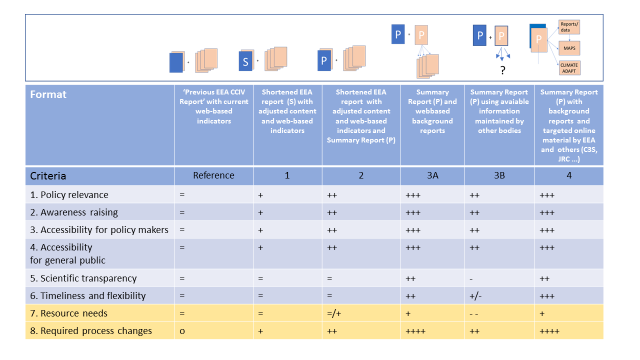 P + P
Reports/
data
P + P
P
MAPS
+
S +
P +
CLIMATE
ADAPT
?
Format
‘Previous EEA CCIV
Report’ with current
web-based
indicators
Shortened EEA
report (S) with
adjusted content
and web-based
indicators
Shortened EEA
report with
adjusted content
and web-based
indicators and
Summary Report (P)
Summary
Report (P) and
webbased
background
reports
Summary Report
(P) using avalable
information
maintained by
other bodies
Summary Report
(P) with
background
reports and
targeted online
material by EEA
and others (C3S,
JRC ...)
Criteria Reference 1 2 3A 3B 4
1. Policy relevance = + ++ +++ ++ +++
2. Awareness raising = + ++ +++ ++ +++
3. Accessibility for policy makers = + ++ +++ ++ +++
4. Accessibility = + ++ +++ ++ +++
for general public
5. Scientific transparency = = = ++ - ++
6. Timeliness and flexibility = = = ++ +/- +++
7. Resource needs = = =/+ + - - +
8. Required process changes o + ++ ++++ ++ ++++